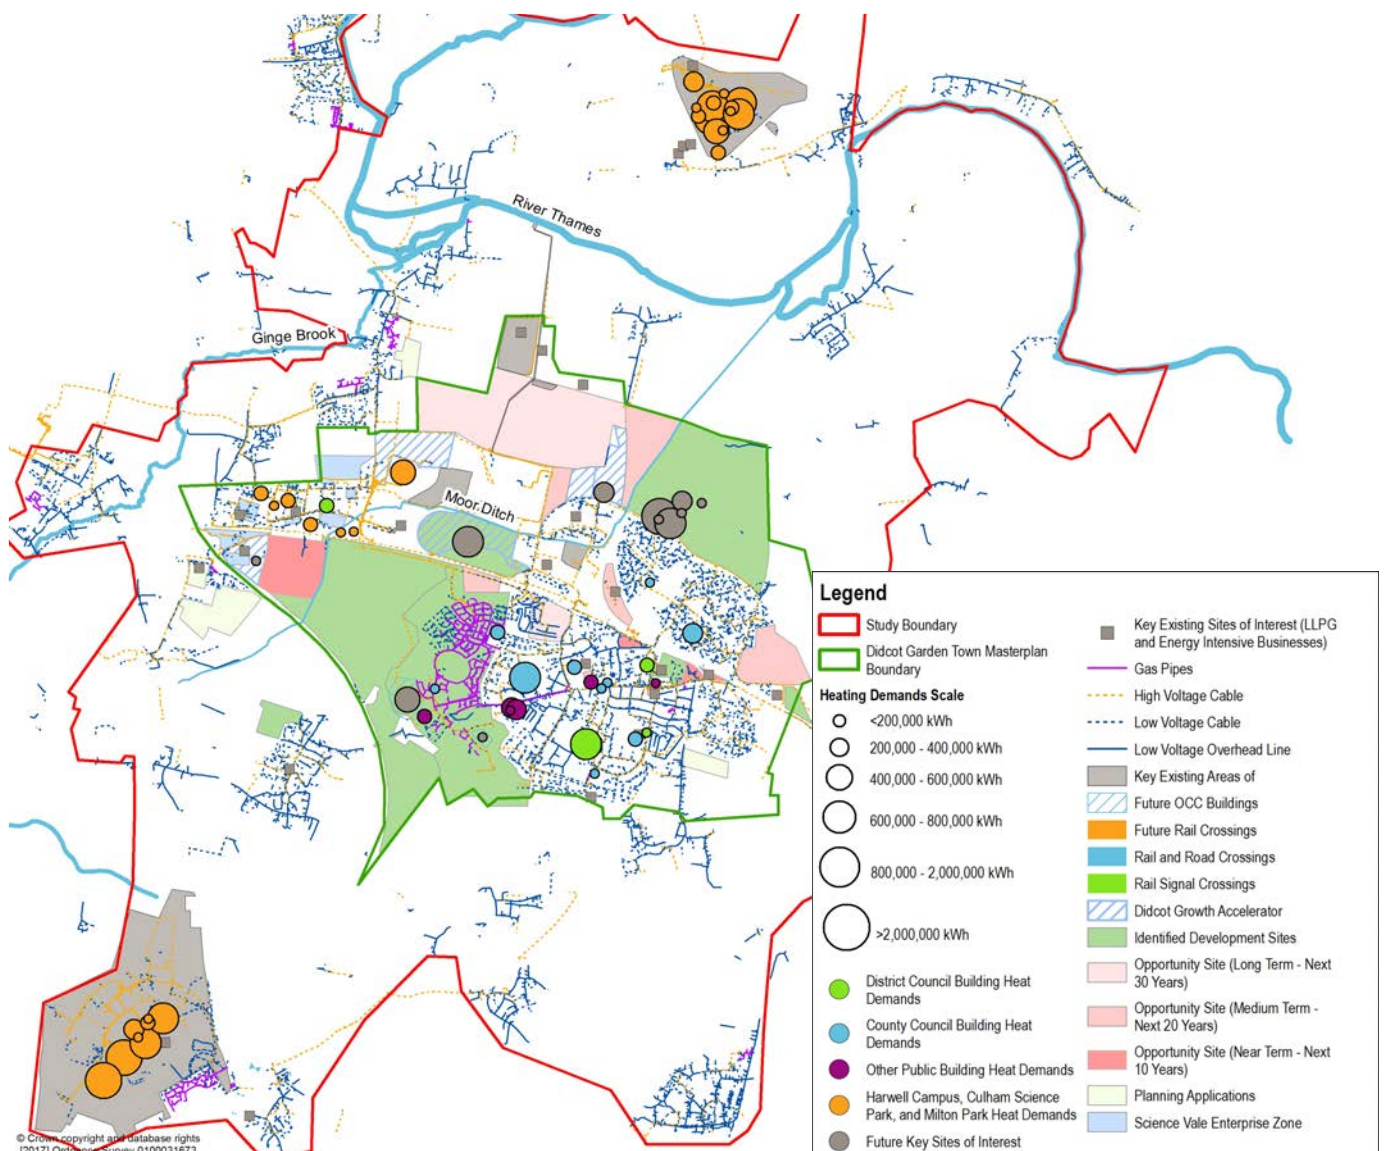 River Thames
Ginge Brook
Moor Ditch
Legend
Study Boundary
Didcot Garden Town Masterplan
Boundary
Heating Demands Scale
<200,000 kWh
200,000 - 400,000 kWh
400,000 - 600,000 kWh
600,000 - 800,000 kWh
800,000 - 2,000,000 kWh
>2,000,000 kWh
District Council Building Heat
Demands
County Council Building Heat
Demands
Other Public Building Heat Demands
Harwell Campus, Culham Science
Park, and Milton Park Heat Demands
Future Key Sites of Interest
Key Existing Sites of Interest (LLPG
and Energy Intensive Businesses)
Gas Pipes
High Voltage Cable
Low Voltage Cable
Low Voltage Overhead Line
Key Existing Areas of
Future OCC Buildings
Future Rail Crossings
Rail and Road Crossings
Rail Signal Crossings
Didcot Growth Accelerator
Identified Development Sites
Opportunity Site (Long Term - Next
30 Years)
Opportunity Site (Medium Term -
Next 20 Years)
Opportunity Site (Near Term - Next
10 Years)
Planning Applications
Science Vale Enterprise Zone
© Crown copyright and database rights
[2017] Ordnance Survey 0100031673